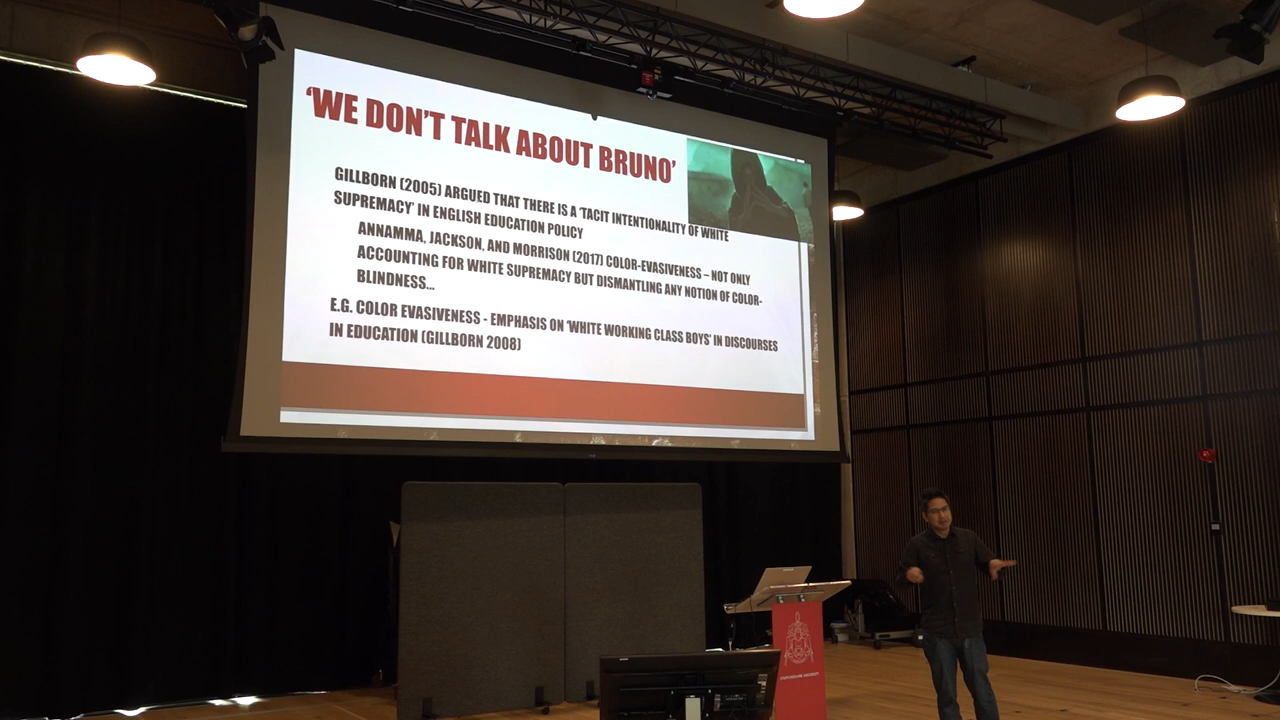 ‘WE DON’T TALK ABOUT BRUNO’
GILLBORN (2005) ARGUED THAT THERE IS A ‘TACIT INTENTIONALITY OF WHITE
SUPREMACY’ IN ENGLISH EDUCATION POLICY
ANNAMMA, JACKSON, AND MORRISON (2017) COLOR-EVASIVENESS – NOT ONLY
ACCOUNTING FOR WHITE SUPREMACY BUT DISMANTLING ANY NOTION OF COLOR-
BLINDNESS...
E.G. COLOR EVASIVENESS - EMPHASIS ON ‘WHITE WORKING CLASS BOYS’ IN DISCOURSES
IN EDUCATION (GILLBORN 2008)
STAFFORDSHIRE UNIVERSITY